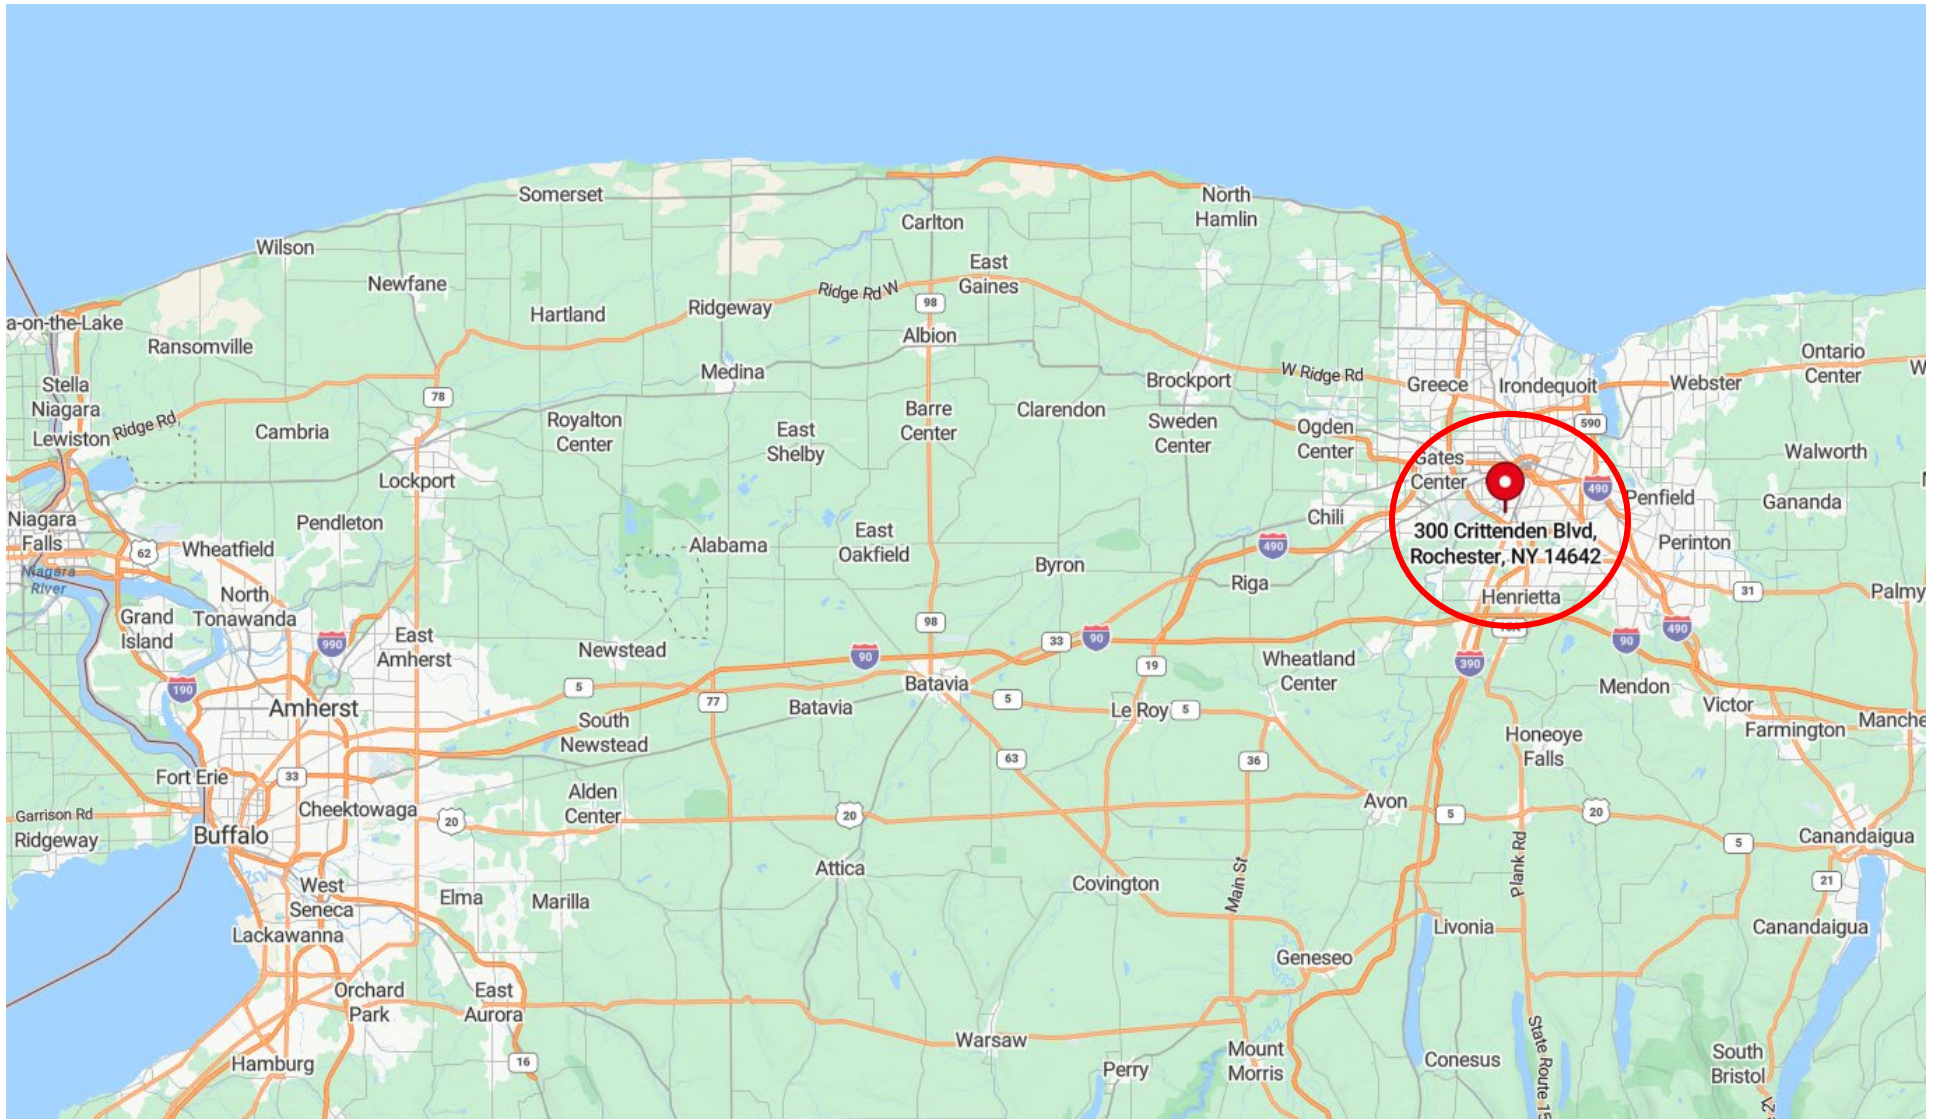 Somerset
North
Hamlin
Carlton
Wilson
East
Gaines
Newfane
Ridge Rd W
98
Ridgeway
Hartland
a-on-the-Lake
Albion
Ransomville
Ontario
Center
W
Medina
W Ridge Rd
Brockport
Greece
Irondequoit
Webster
Stella
Niagara
78
Barre
Center
Clarendon
Royalton
Center
Sweden
Center
590
Ridge Rd
Lewiston
Cambria
East
Shelby
Ogden
Center
Walworth
Gates
Center
Lockport
490
Penfield
Gananda
Niagara
Falls
Pendleton
Chili
300 Crittenden Blvd,
Rochester, NY 14642
62
Wheatfield
Alabama
East
Oakfield
490
Perinton
Byron
Niagara
River
Riga
North
Tonawanda
Henrietta
31
Palmy
Grand
Island
98
990
East
Amherst
Newstead
33
90
490
90
90
19
Wheatland
Center
390
190
5
Batavia
Mendon
77
5
Amherst
Batavia
Le Roy
5
Victor
South
Newstead
Farmington
Manche
Honeoye
Falls
63
36
Fort Erie
33
Alden
Center
Cheektowaga
Avon
Garrison Rd
20
20
5
20
Ridgeway
Buffalo
Canandaigua
5
Plank Rd
Attica
Covington
Main St
21
West
Seneca
Elma
Marilla
Livonia
Canandaigua
Lackawanna
Geneseo
Orchard
Park
East
Aurora
Warsaw
State Route 15
Hamburg
16
Perry
Mount
Morris
Conesus
South
Bristol